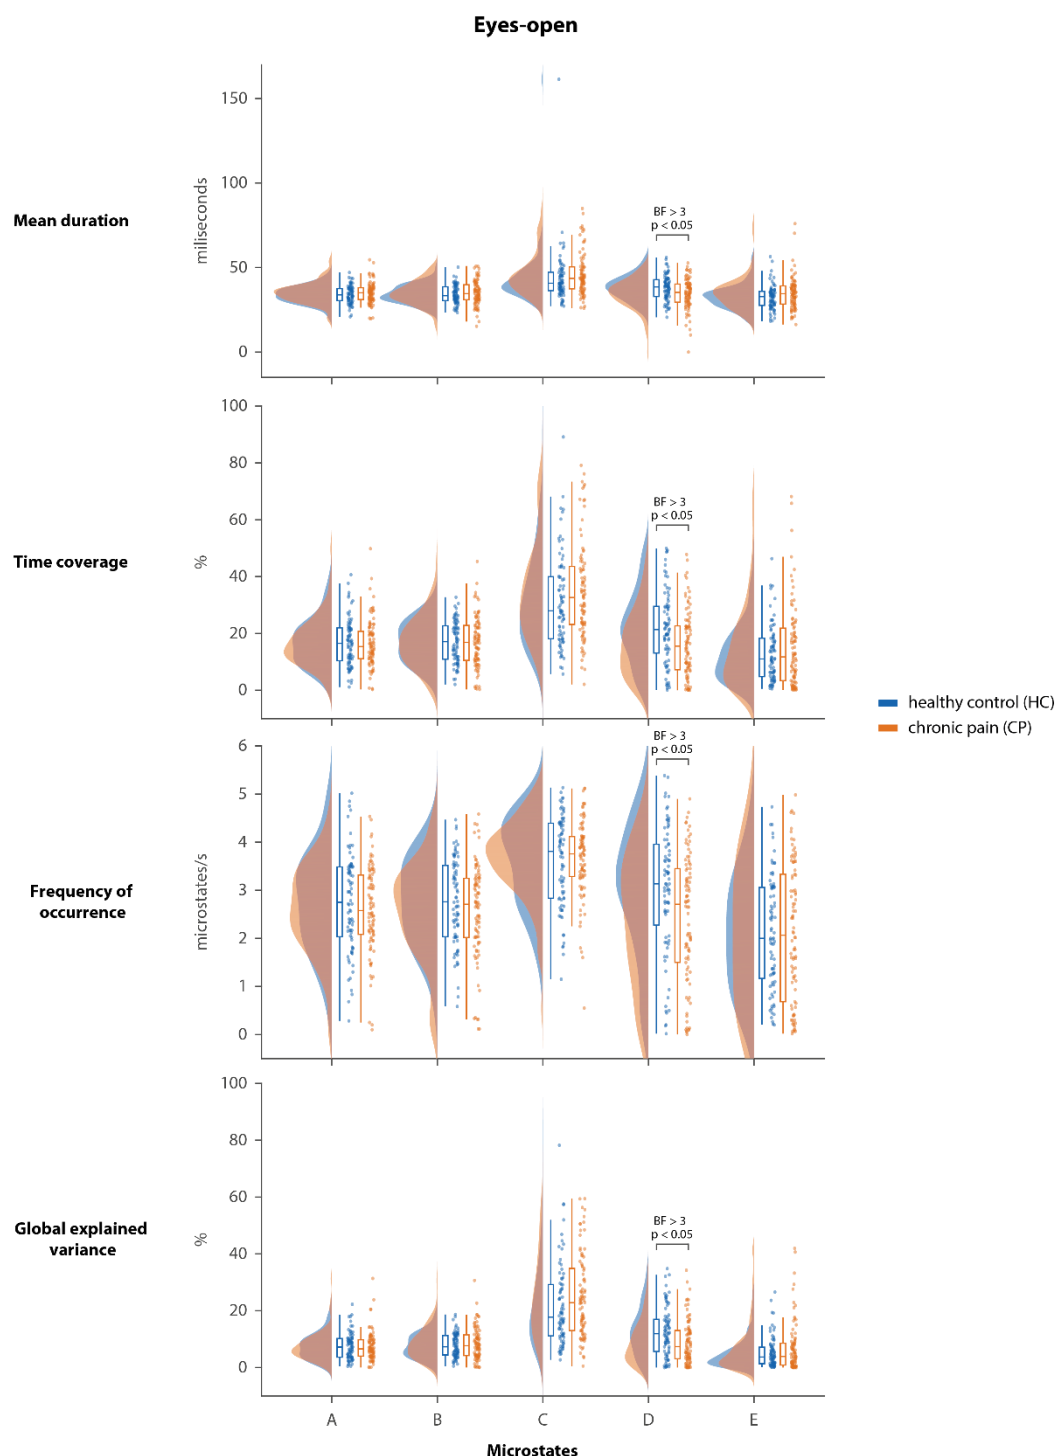 Eyes-open
Mean duration
miliseconds
150
100
50
0
BF > 3
p < 0.05
Time coverage
%
100
80
60
40
20
0
BF > 3
p < 0.05
healthy control (HC)
chronic pain (CP)
Frequency of
occurrence
microstates/s
6
5
4
3
2
1
0
BF > 3
p < 0.05
Global explained
variance
%
100
80
60
40
20
0
BF > 3
p < 0.05
A B C D E
Microstates